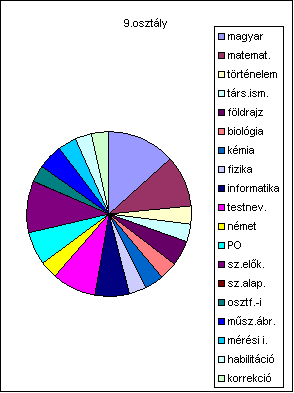 9.osztály
magyar
matemat.
történelem
társ.ism.
földrajz
biológia
kémia
fizika
informatika
testnev.
német
PO
sz.elők.
sz.alap.
osztf.-i
műsz.ábr.
mérési i.
habilitáció
korrekció